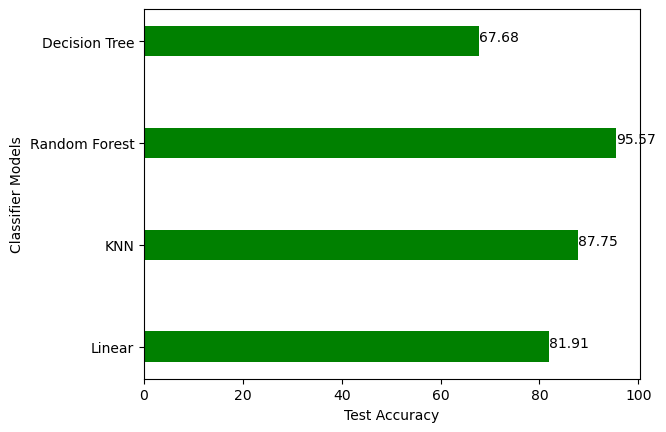 Classifier Models
Decision Tree
67.68
Random Forest
95.57
KNN
87.75
Linear
81.91
0 20 40 60 80 100
Test Accuracy